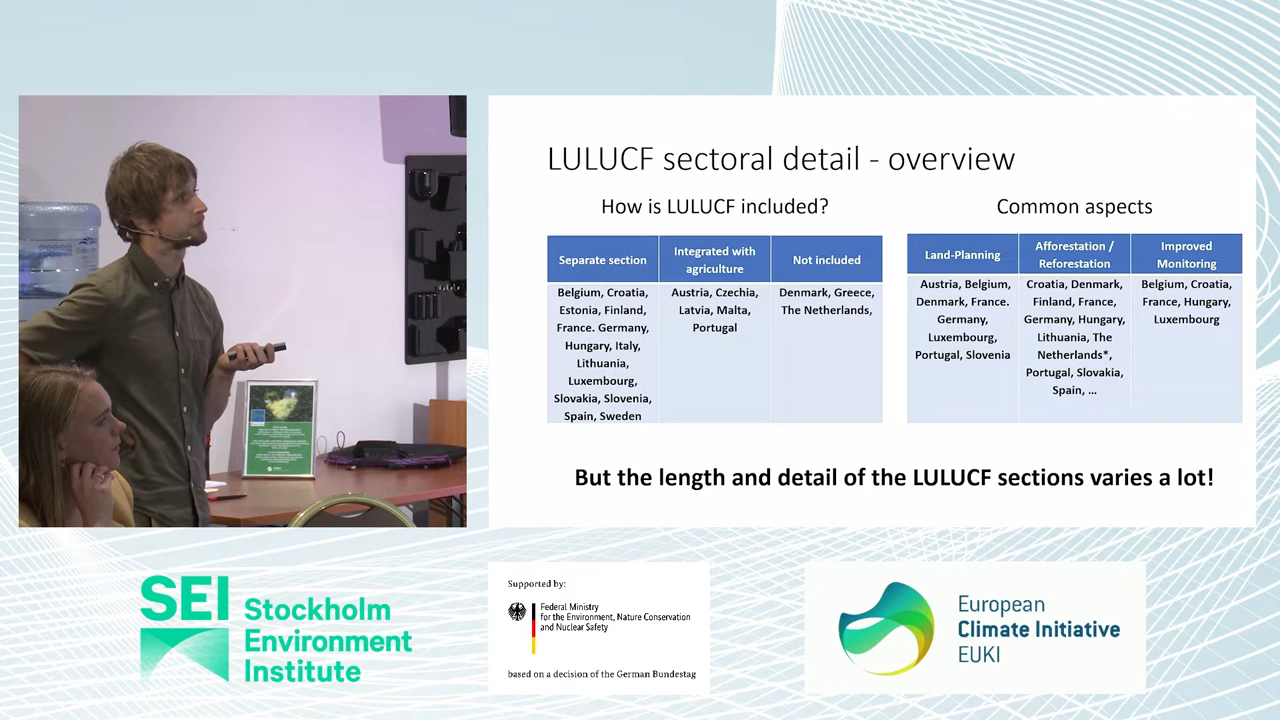 LULUCF sectoral detail - overview
How is LULUCF included?
Separate section
Integrated with
agriculture
Not included
Belgium, Croatia,
Estonia, Finland,
France. Germany,
Hungary, Italy,
Lithuania,
Luxembourg,
Slovakia, Slovenia,
Spain, Sweden
Austria, Czechia,
Latvia, Malta,
Portugal
Denmark, Greece,
The Netherlands,
Common aspects
Land-Planning
Afforestation /
Reforestation
Improved
Monitoring
Austria, Belgium,
Denmark, France.
Germany,
Luxembourg,
Portugal, Slovenia
Croatia, Denmark,
Finland, France,
Germany, Hungary,
Lithuania, The
Netherlands*,
Portugal, Slovakia,
Spain, ...
Belgium, Croatia,
France, Hungary,
Luxembourg
But the length and detail of the LULUCF sections varies a lot!
SEI Stockholm
Environment
Institute
Supported by:
Federal Ministry
for the Environment, Nature Conservation
and Nuclear Safety
based on a decision of the German Bundestag
European
Climate Initiative
EUKI